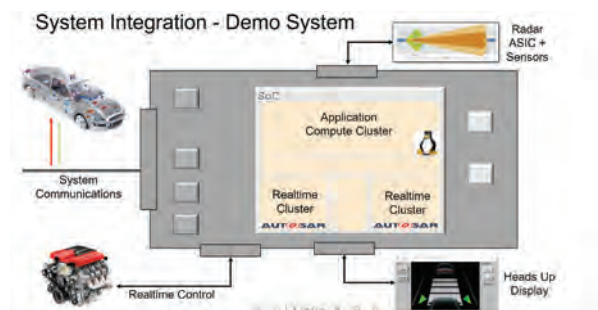 System Integration - Demo System
Radar
ASIC +
Sensors
SoC
Application
Compute Cluster
System
Communications
Realtime
Cluster
AUTOSAR
Realtime
Cluster
AUTOSAR
Realtime Control
Heads Up
Display